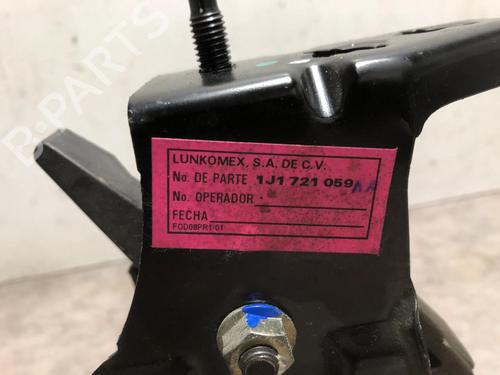 LUNKOMEX, S.A. DE C.V.
No. DE PARTE 1J1 721 059 AA
No. OPERADOR
FECHA
FOD08PR1-01
B-PARTS